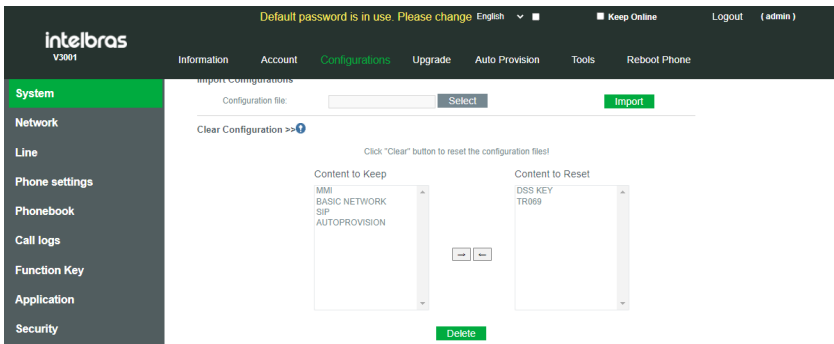 Default password is in use. Please change English Keep Online Logout ( admin )
intelbras
V3001
Information Account Configurations Upgrade Auto Provision Tools Reboot Phone
System
Network
Line
Phone settings
Phonebook
Call logs
Function Key
Application
Security
Import Configurations
Configuration file: Select Import
Clear Configuration >>
Click "Clear" button to reset the configuration files!
Content to Keep Content to Reset
MMI DSS KEY
BASIC NETWORK TR069
SIP
AUTOPROVISION
Delete